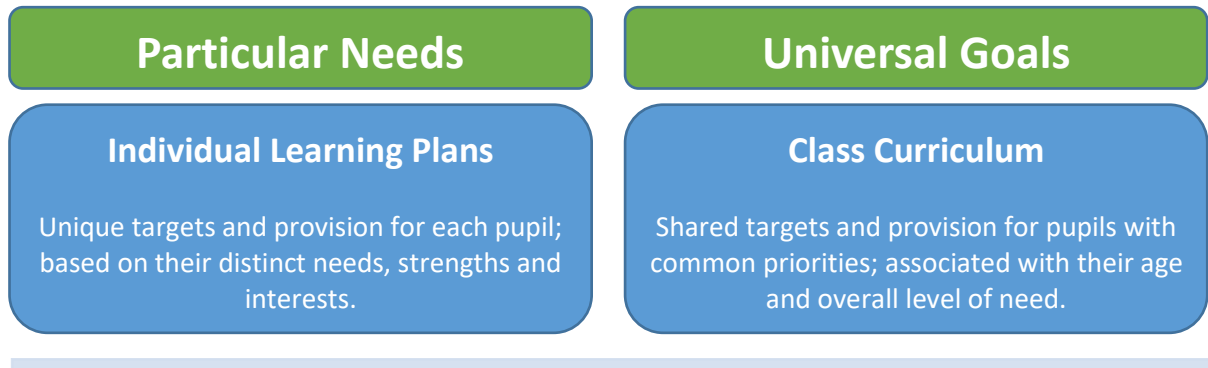 Particular Needs
Individual Learning Plans
Unique targets and provision for each pupil;
based on their distinct needs, strengths and
interests.
Universal Goals
Class Curriculum
Shared targets and provision for pupils with
common priorities; associated with their age
and overall level of need.